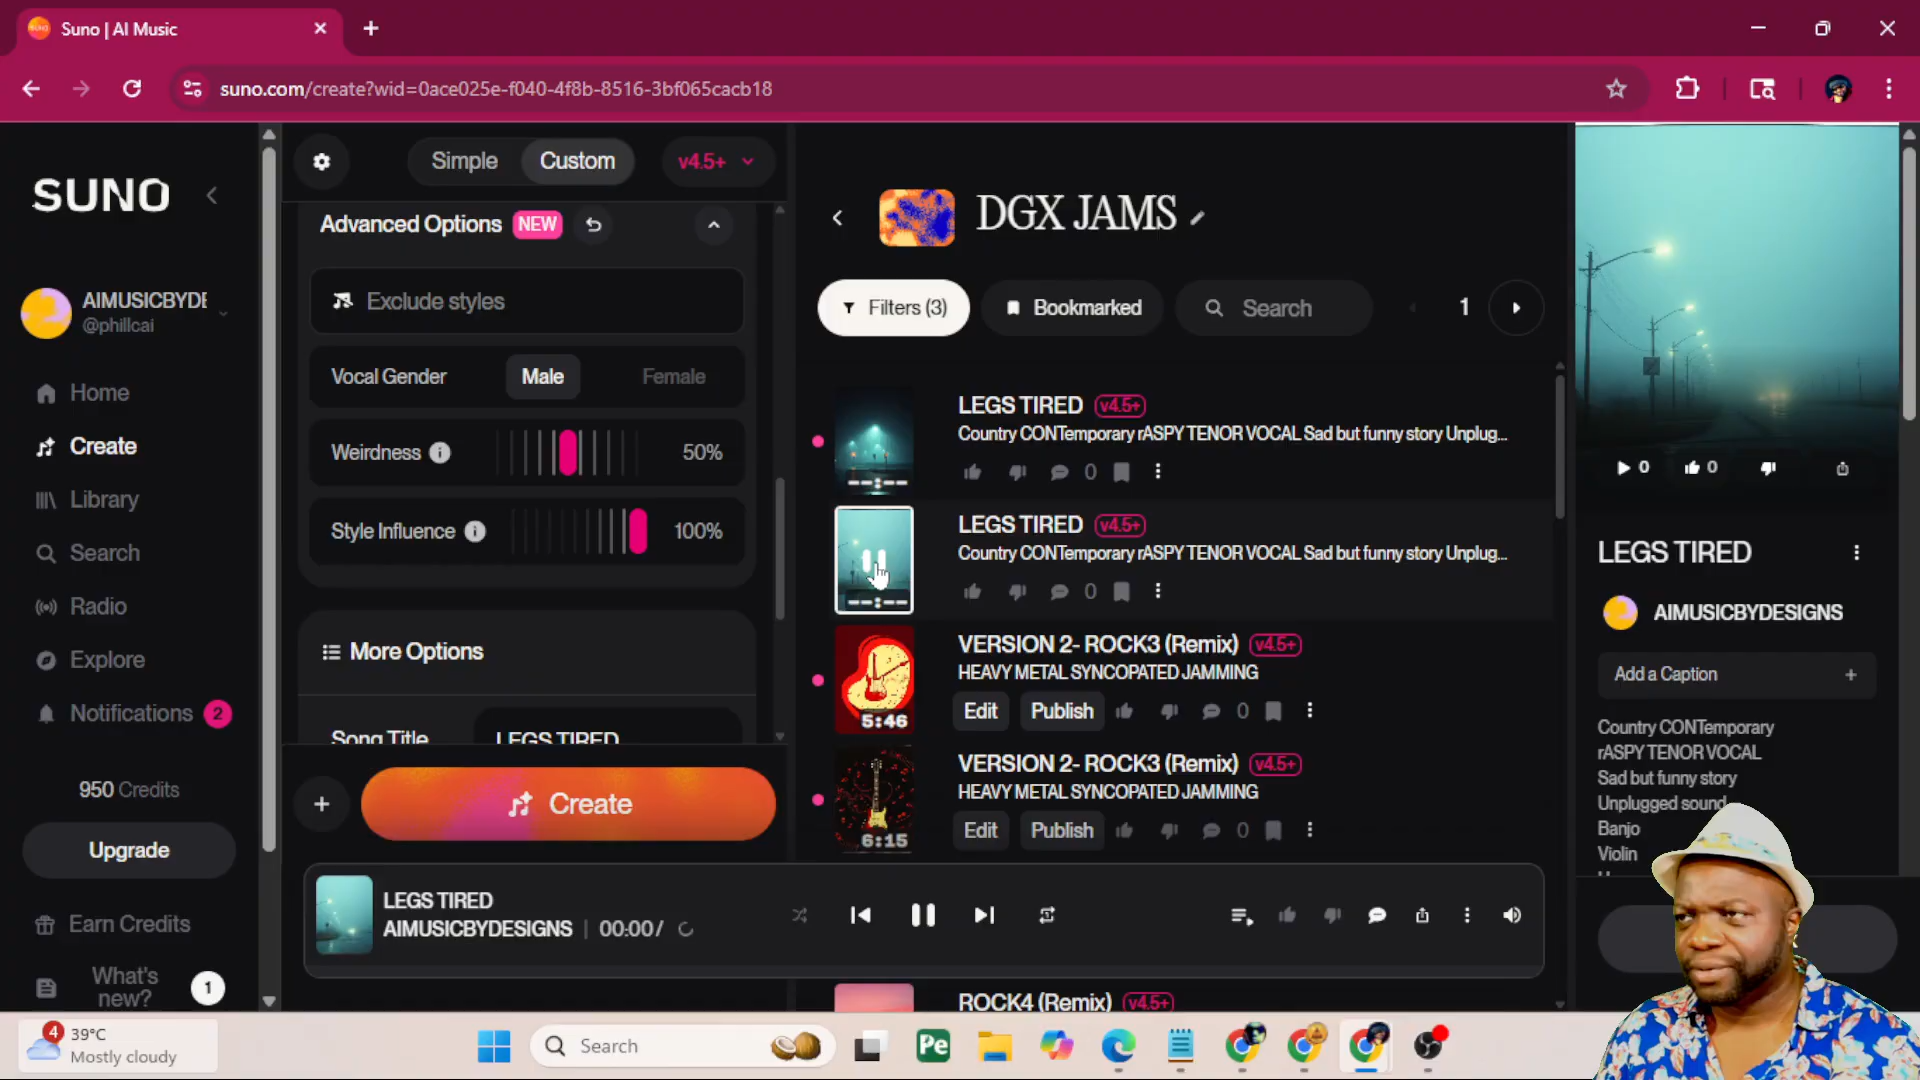 Suno | AI Music
suno.com/create?wid=0ace025e-f040-4f8b-8516-3bf065cacb18
SUNO
AIMUSICBYDE
@phillcai
Home
Create
Library
Search
Radio
Explore
Notifications 2
950 Credits
Upgrade
Earn Credits
What's
new?
1
Simple
Custom
v4.5+
Advanced Options NEW
Exclude styles
Vocal Gender
Male
Female
Weirdness
50%
Style Influence
100%
More Options
Song Title
LEGS TIRED
Create
DGX JAMS
Filters (3)
Bookmarked
Search
1
LEGS TIRED v4.5+
Country CONTemporary rASPY TENOR VOCAL Sad but funny story Unplug...
--:--
0
LEGS TIRED v4.5+
Country CONTemporary rASPY TENOR VOCAL Sad but funny story Unplug...
--:--
0
VERSION 2- ROCK3 (Remix) v4.5+
HEAVY METAL SYNCOPATED JAMMING
5:46
Edit
Publish
0
VERSION 2- ROCK3 (Remix) v4.5+
HEAVY METAL SYNCOPATED JAMMING
6:15
Edit
Publish
0
ROCK4 (Remix) v4.5+
LEGS TIRED
AIMUSICBYDESIGNS | 00:00 /
0
0
LEGS TIRED
AIMUSICBYDESIGNS
Add a Caption
Country CONTemporary
rASPY TENOR VOCAL
Sad but funny story
Unplugged sound
Banjo
Violin
4
39°C
Mostly cloudy
Search
Pe